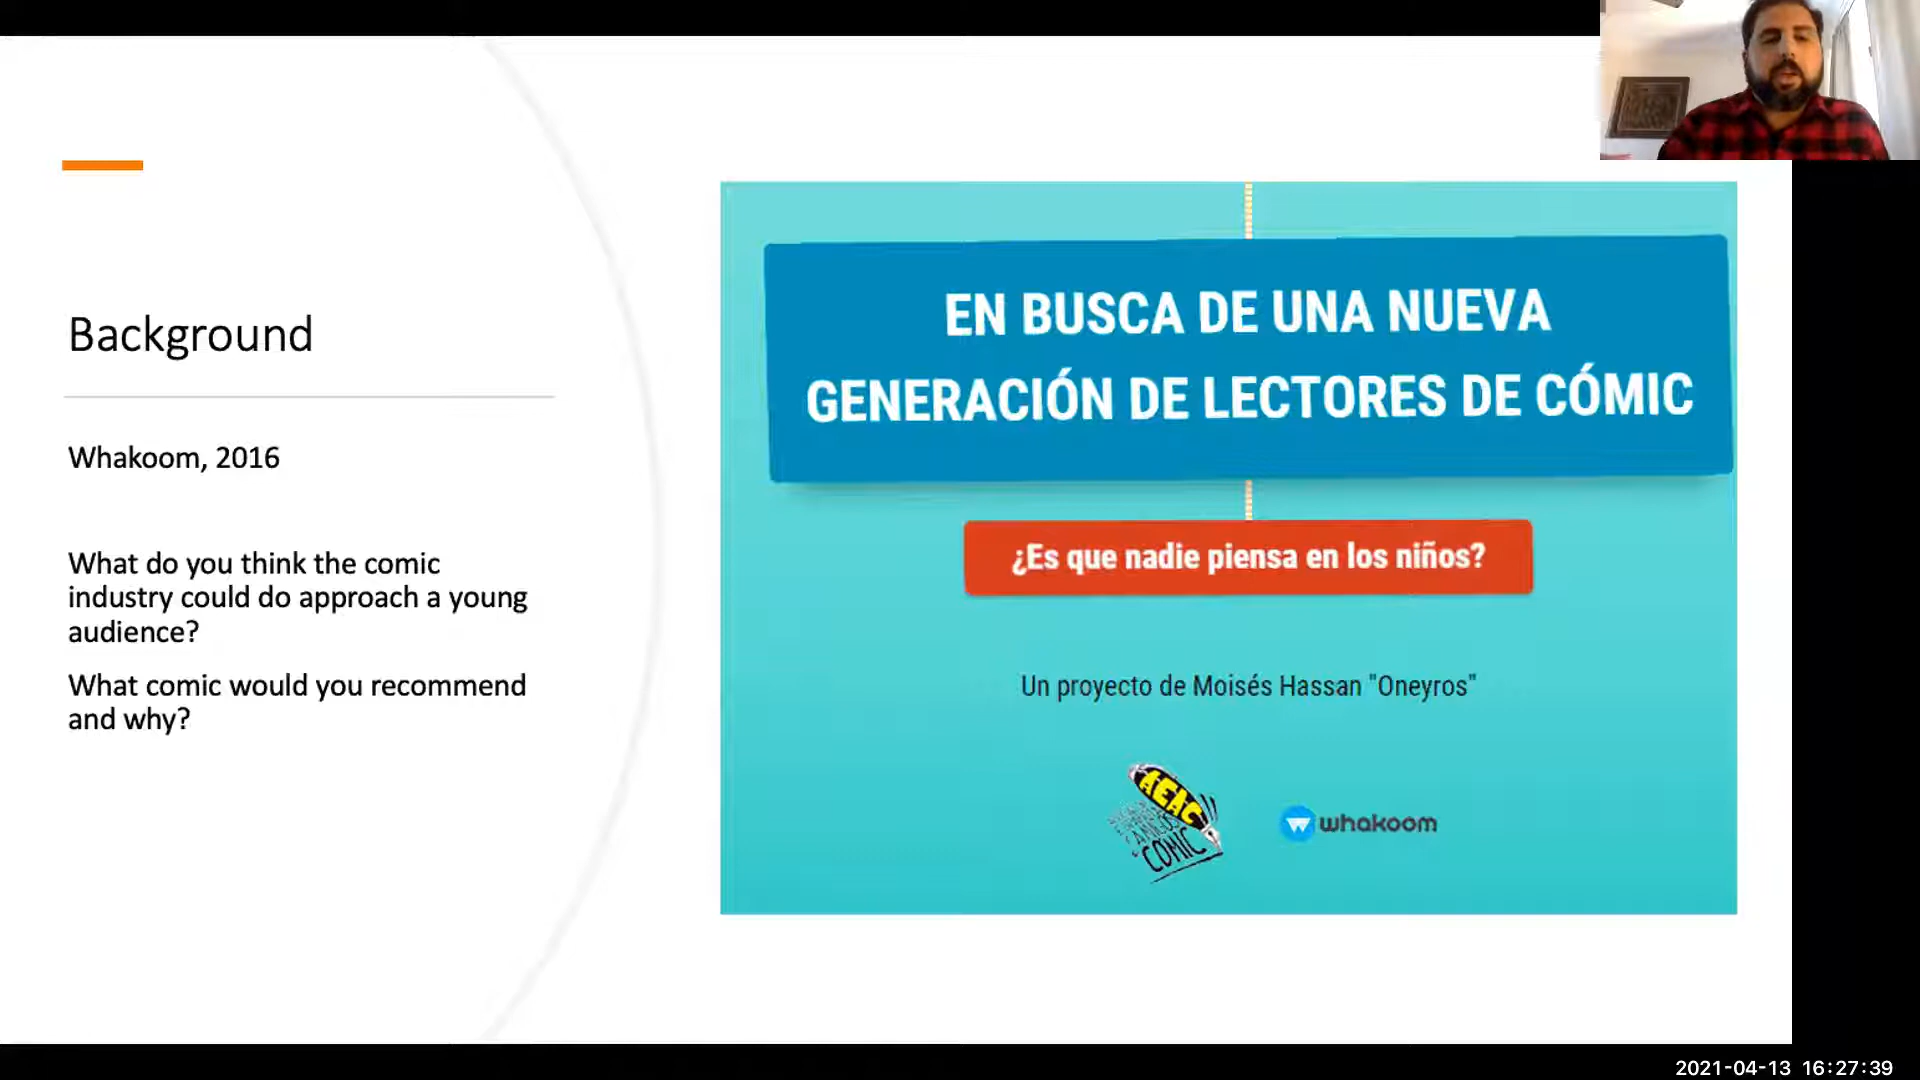 Background
Whakoom, 2016
What do you think the comic
industry could do approach a young
audience?
What comic would you recommend
and why?
EN BUSCA DE UNA NUEVA
GENERACIÓN DE LECTORES DE CÓMIC
¿Es que nadie piensa en los niños?
Un proyecto de Moisés Hassan "Oneyros"
AEAC
AMIGOS
CÓMIC
whakoom
2021-04-13 16:27:39